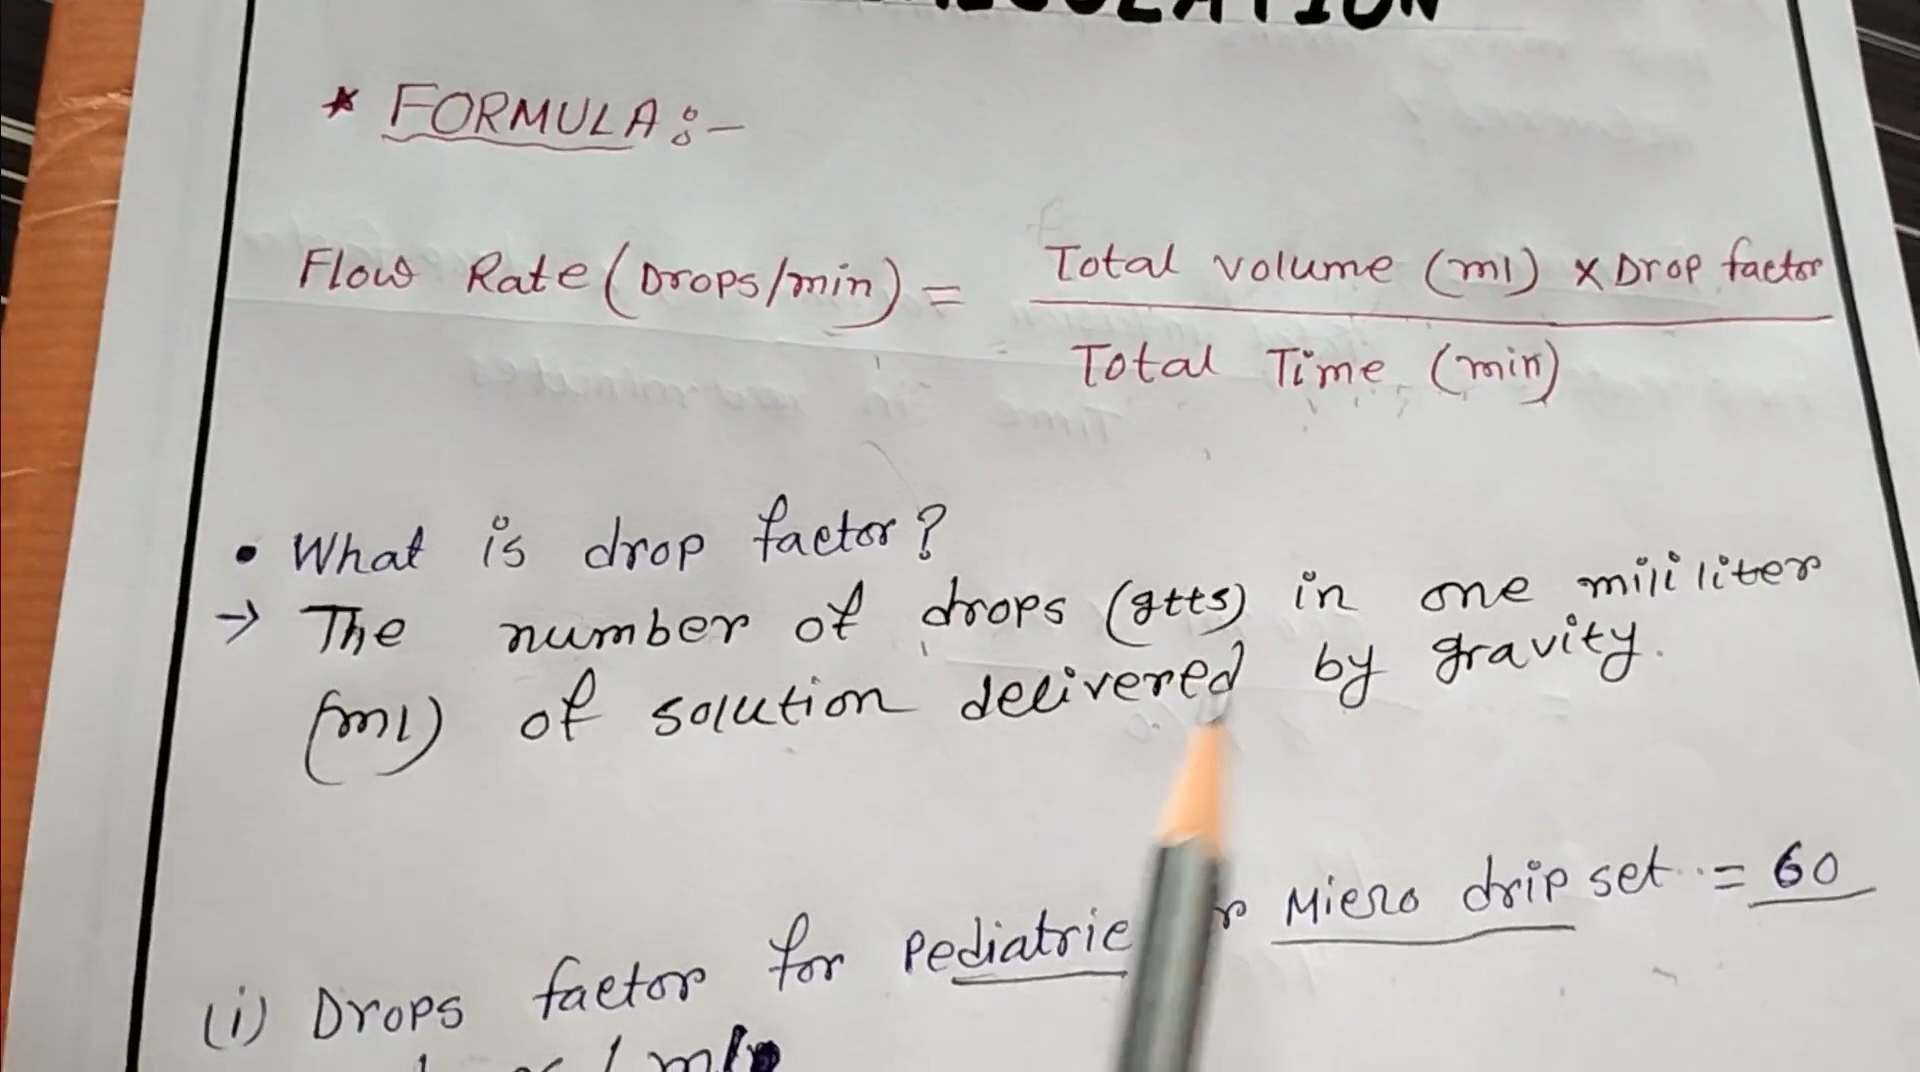 * FORMULA :-
Flow Rate (Drops/min) = Total volume (ml) x Drop factor
Total Time (min)
• What is drop factor?
→ The number of drops (gtts) in one mililiter
(ml) of solution delivered by gravity.
(i) Drops factor for Pediatric Micro drip set = 60